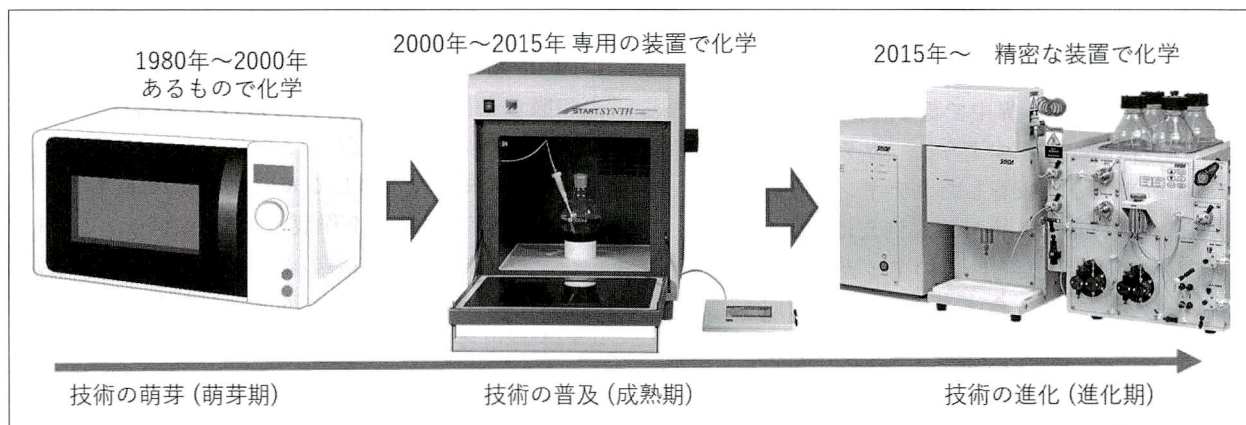 1980年～2000年
あるもので化学
2000年～2015年 専用の装置で化学
2015年～　精密な装置で化学
START SYNTH
技術の萌芽 (萌芽期)
技術の普及 (成熟期)
技術の進化 (進化期)